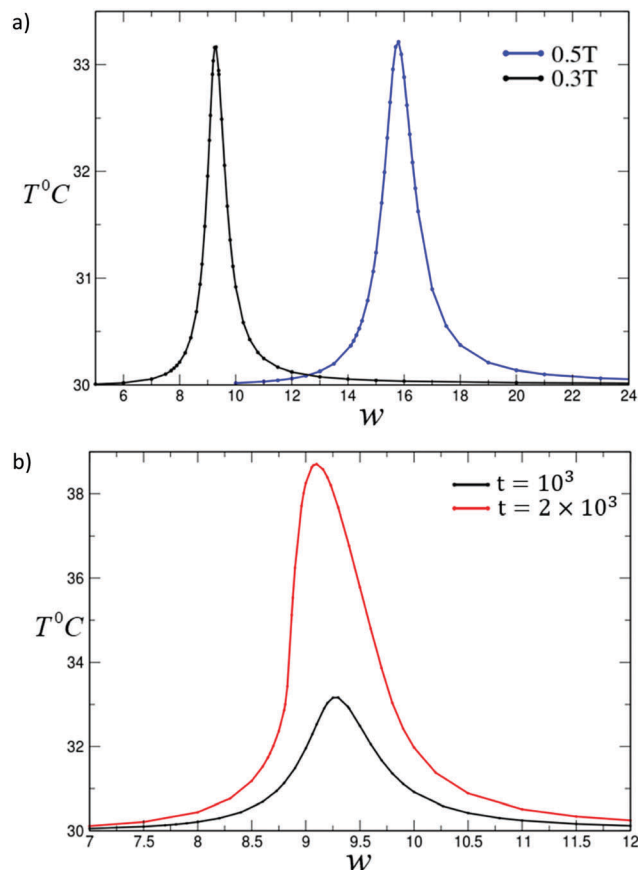 a)
33
32
31
30
T⁰C
0.5T
0.3T
6 8 10 12 14 16 18 20 22 24
w
b)
38
36
34
32
30
T⁰C
t = 10³
t = 2 × 10³
7 7.5 8 8.5 9 9.5 10 10.5 11 11.5 12
w